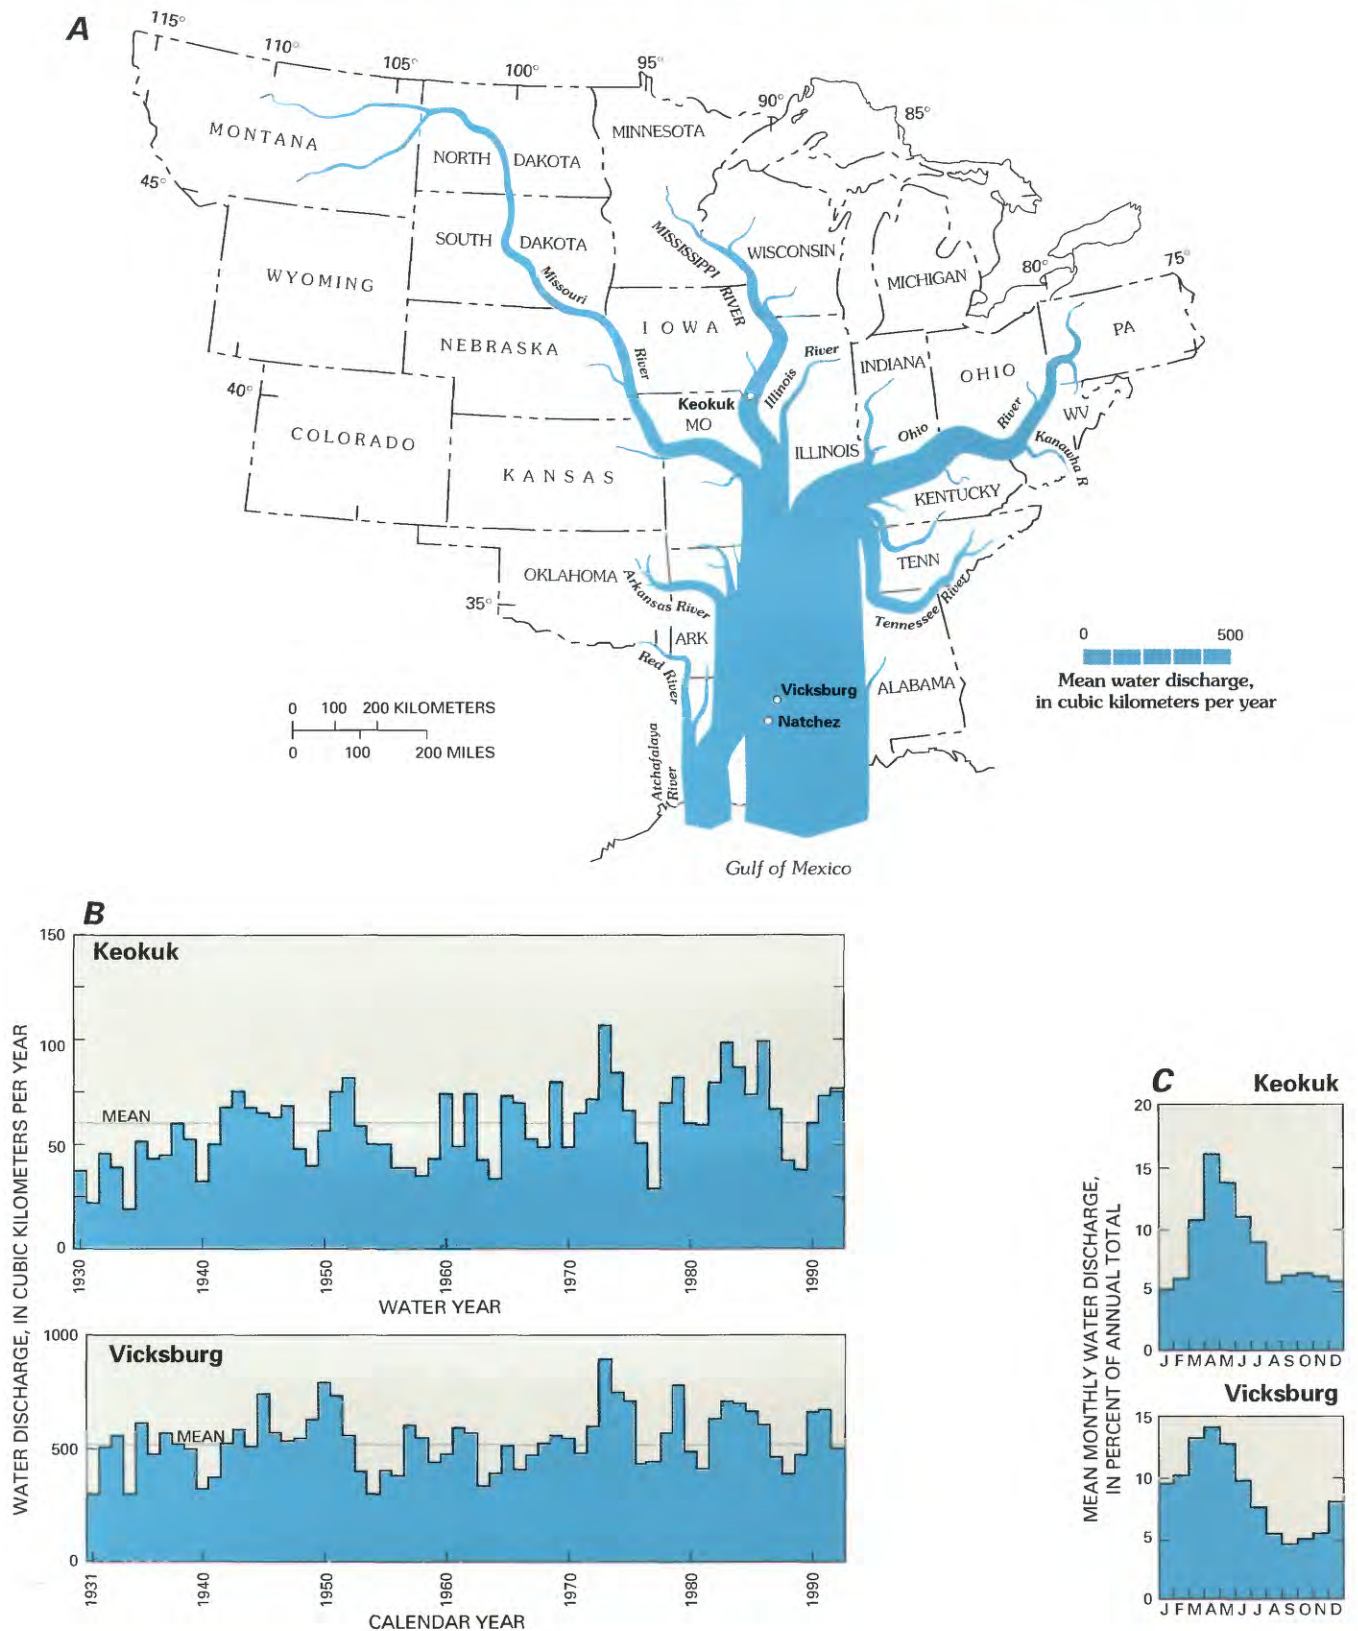 A
115°
110°
105°
100°
95°
90°
85°
MONTANA
NORTH DAKOTA
MINNESOTA
45°
SOUTH DAKOTA
MISSISSIPPI RIVER
WISCONSIN
MICHIGAN
80°
75°
WYOMING
Missouri River
IOWA
NEBRASKA
Illinois River
INDIANA
OHIO
PA
40°
Keokuk
MO
COLORADO
KANSAS
ILLINOIS
Ohio River
WV
Kanawha R
KENTUCKY
OKLAHOMA
TENN
Arkansas River
35°
ARK
Tennessee River
Red River
Vicksburg
ALABAMA
Natchez
Atchafalaya
River
0 500
Mean water discharge,
in cubic kilometers per year
0 100 200 KILOMETERS
0 100 200 MILES
Gulf of Mexico
B
WATER DISCHARGE, IN CUBIC KILOMETERS PER YEAR
Keokuk
150
100
50
0
MEAN
1930 1940 1950 1960 1970 1980 1990
WATER YEAR
Vicksburg
1000
500
0
MEAN
1931 1940 1950 1960 1970 1980 1990
CALENDAR YEAR
C
MEAN MONTHLY WATER DISCHARGE,
IN PERCENT OF ANNUAL TOTAL
Keokuk
20
15
10
5
0
J F M A M J J A S O N D
Vicksburg
15
10
5
0
J F M A M J J A S O N D